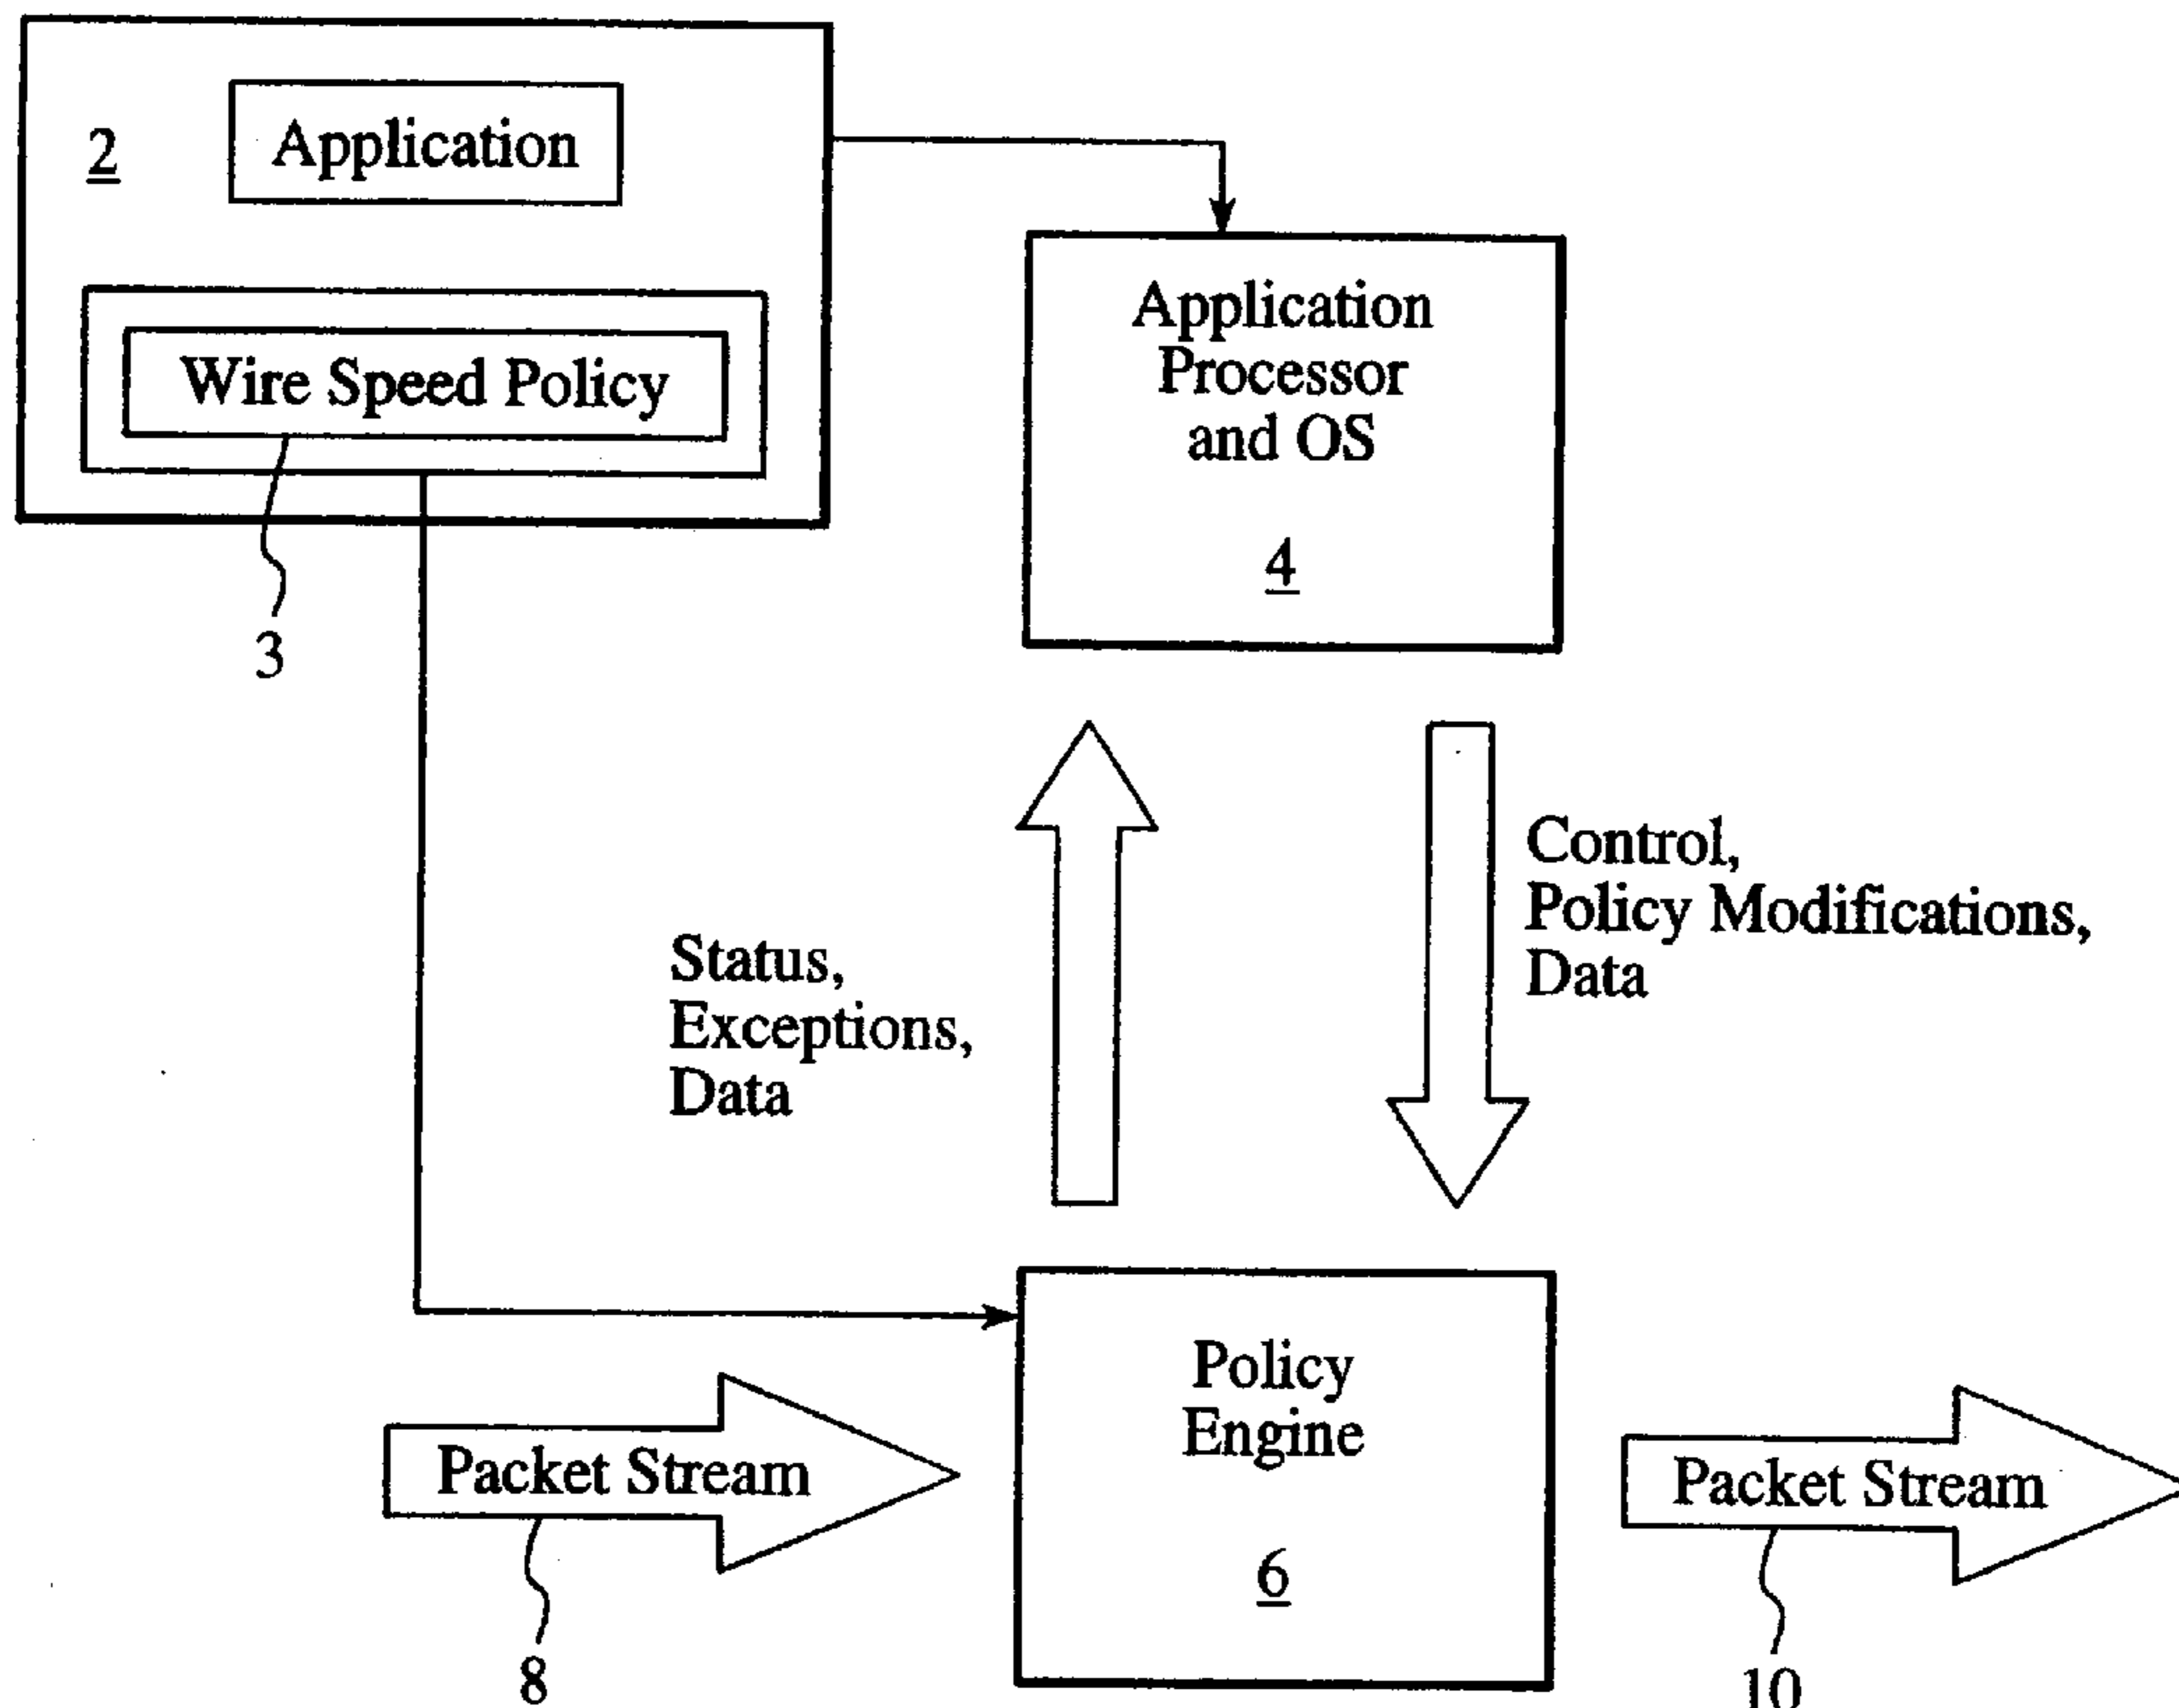 2
Application
Wire Speed Policy
3
Application
Processor
and OS
4
Status,
Exceptions,
Data
Control,
Policy Modifications,
Data
Packet Stream
8
Policy
Engine
6
Packet Stream
10